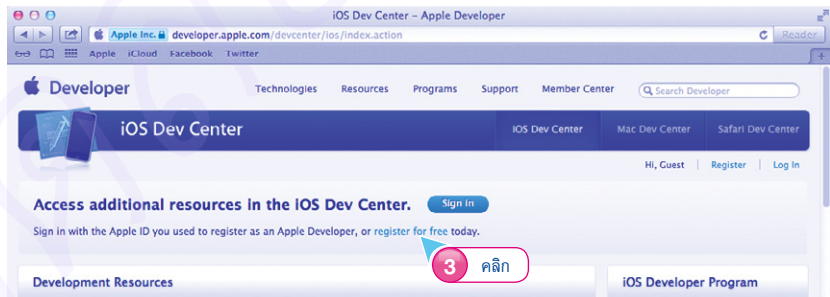 iOS Dev Center – Apple Developer
Apple Inc. developer.apple.com/devcenter/ios/index.action Reader
Apple iCloud Facebook Twitter
Developer Technologies Resources Programs Support Member Center Search Developer
iOS Dev Center iOS Dev Center Mac Dev Center Safari Dev Center
Hi, Guest Register Log In
Access additional resources in the iOS Dev Center. Sign in
Sign in with the Apple ID you used to register as an Apple Developer, or register for free today.
3 คลิก
Development Resources iOS Developer Program